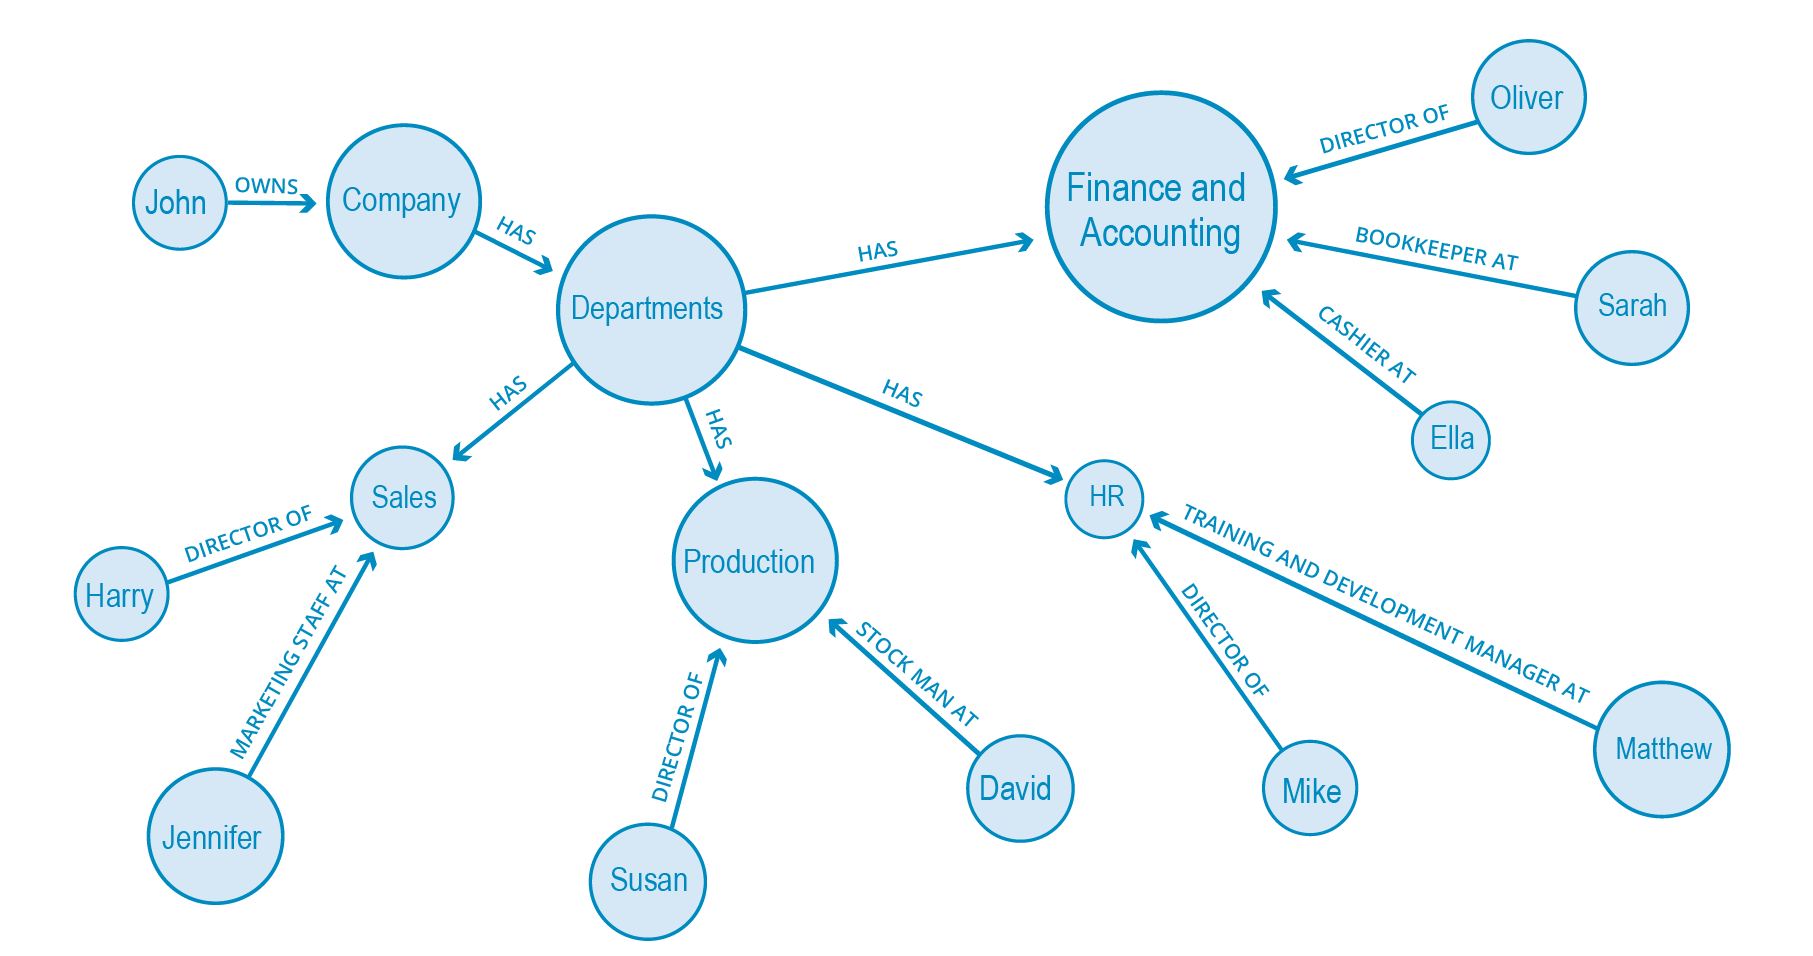 John
OWNS
Company
HAS
Departments
HAS
Finance and
Accounting
DIRECTOR OF
Oliver
BOOKKEEPER AT
Sarah
CASHIER AT
Ella
HAS
Sales
DIRECTOR OF
Harry
MARKETING STAFF AT
Jennifer
HAS
Production
DIRECTOR OF
Susan
STOCK MAN AT
David
HAS
HR
DIRECTOR OF
Mike
TRAINING AND DEVELOPMENT MANAGER AT
Matthew